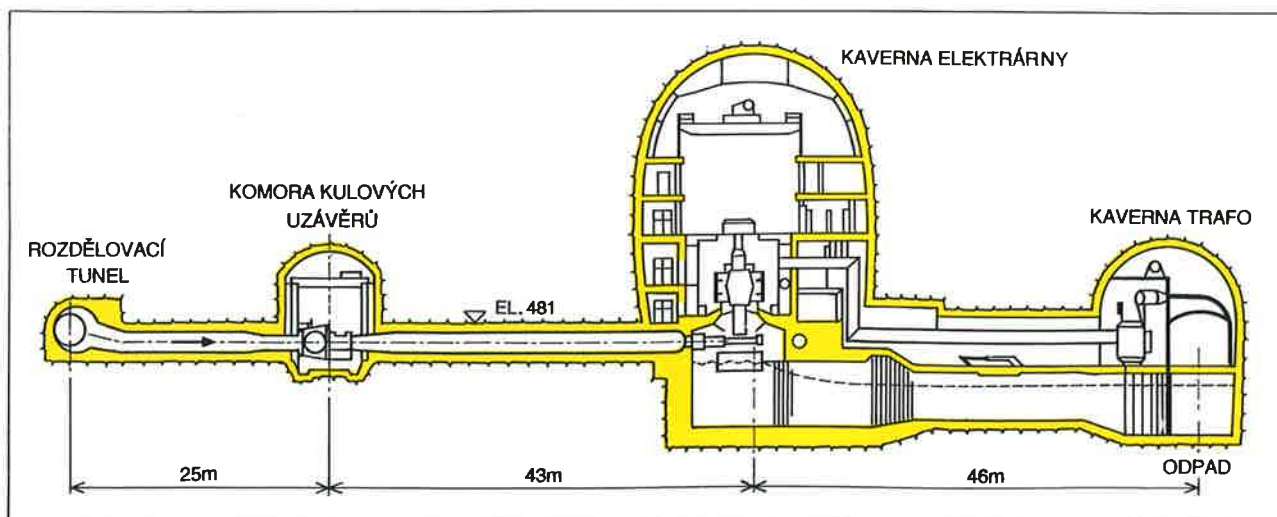 KAVERNA ELEKTRÁRNY
KOMORA KULOVÝCH
UZÁVĚRŮ
KAVERNA TRAFO
ROZDĚLOVACÍ
TUNEL
EL. 481
25m
43m
46m
ODPAD